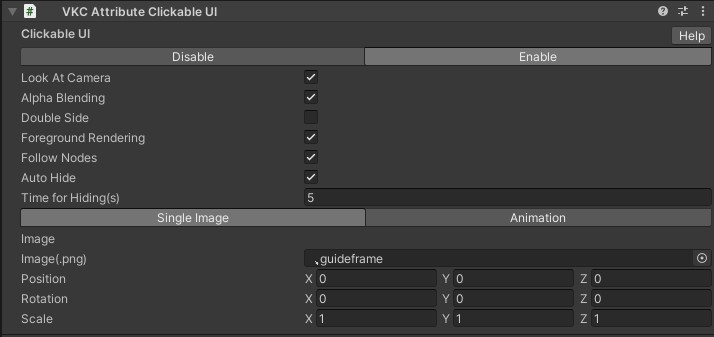 # VKC Attribute Clickable UI
Clickable UI Help
Disable Enable
Look At Camera
Alpha Blending
Double Side
Foreground Rendering
Follow Nodes
Auto Hide
Time for Hiding(s) 5
Single Image Animation
Image
Image(.png) guideframe
Position X 0 Y 0 Z 0
Rotation X 0 Y 0 Z 0
Scale X 1 Y 1 Z 1